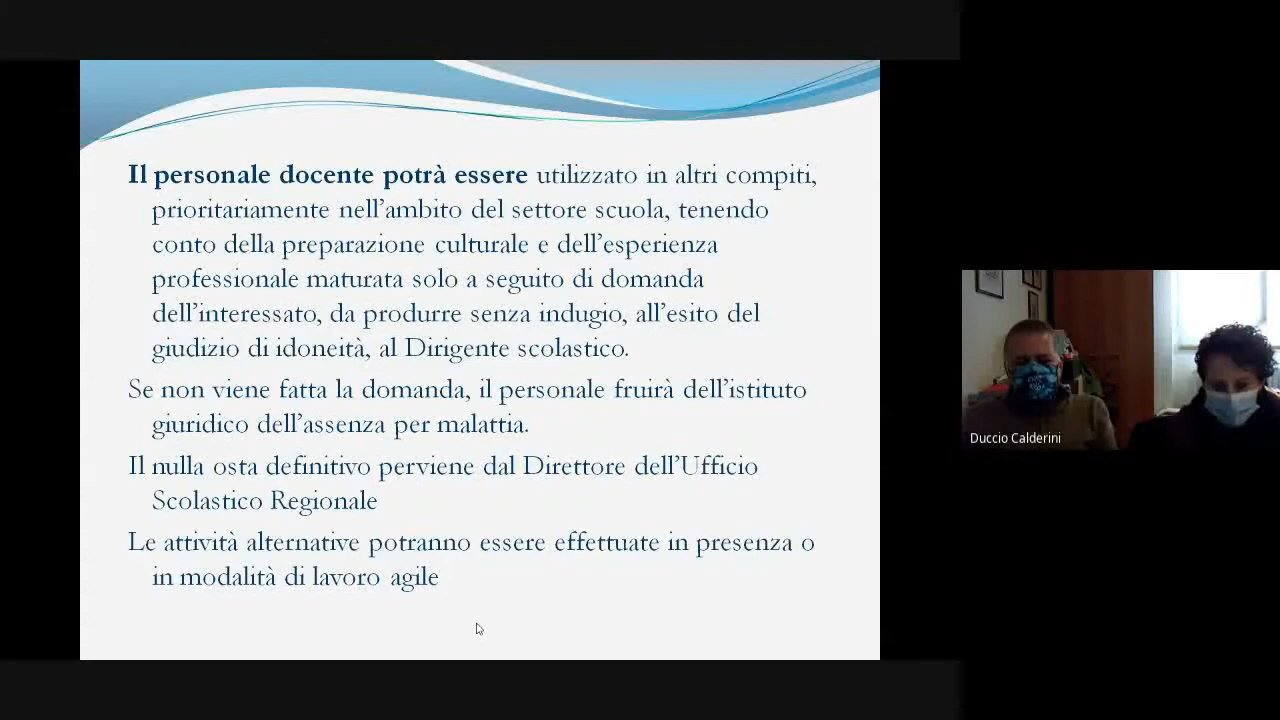 Il personale docente potrà essere utilizzato in altri compiti,
prioritariamente nell’ambito del settore scuola, tenendo
conto della preparazione culturale e dell’esperienza
professionale maturata solo a seguito di domanda
dell’interessato, da produrre senza indugio, all’esito del
giudizio di idoneità, al Dirigente scolastico.
Se non viene fatta la domanda, il personale fruirà dell’istituto
giuridico dell’assenza per malattia.
Il nulla osta definitivo perviene dal Direttore dell’Ufficio
Scolastico Regionale
Le attività alternative potranno essere effettuate in presenza o
in modalità di lavoro agile
Duccio Calderini